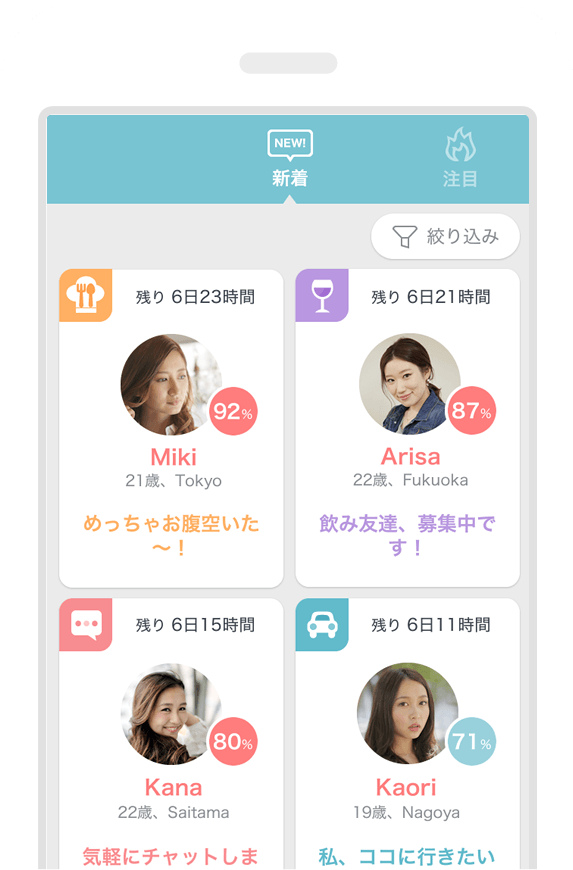 NEW!
新着
注目
絞り込み
残り 6日23時間
92%
Miki
21歳、Tokyo
めっちゃお腹空いた
〜！
残り 6日21時間
87%
Arisa
22歳、Fukuoka
飲み友達、募集中で
す！
残り 6日15時間
80%
Kana
22歳、Saitama
気軽にチャットしま
残り 6日11時間
71%
Kaori
19歳、Nagoya
私、ココに行きたい